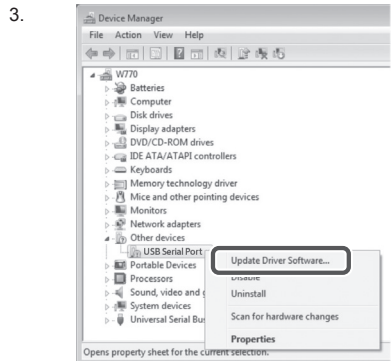 3.
Device Manager
File Action View Help
W770
Batteries
Computer
Disk drives
Display adapters
DVD/CD-ROM drives
IDE ATA/ATAPI controllers
Keyboards
Memory technology driver
Mice and other pointing devices
Monitors
Network adapters
Other devices
USB Serial Port
Update Driver Software...
Portable Devices
Disable
Processors
Sound, video and g
Uninstall
System devices
Scan for hardware changes
Universal Serial Bus
Properties
Opens property sheet for the current selection.